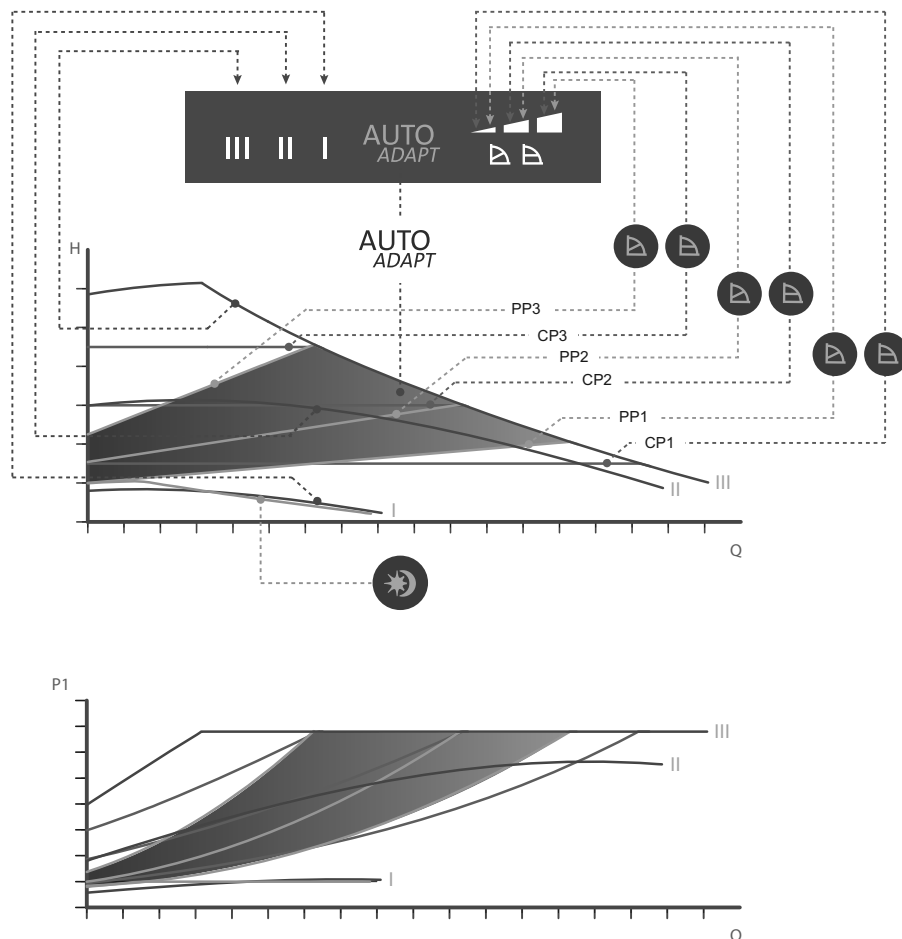 III II I AUTO
ADAPT
AUTO
ADAPT
H
PP3
CP3
PP2
CP2
PP1
CP1
III
II
I
Q
P1
III
II
I
Q